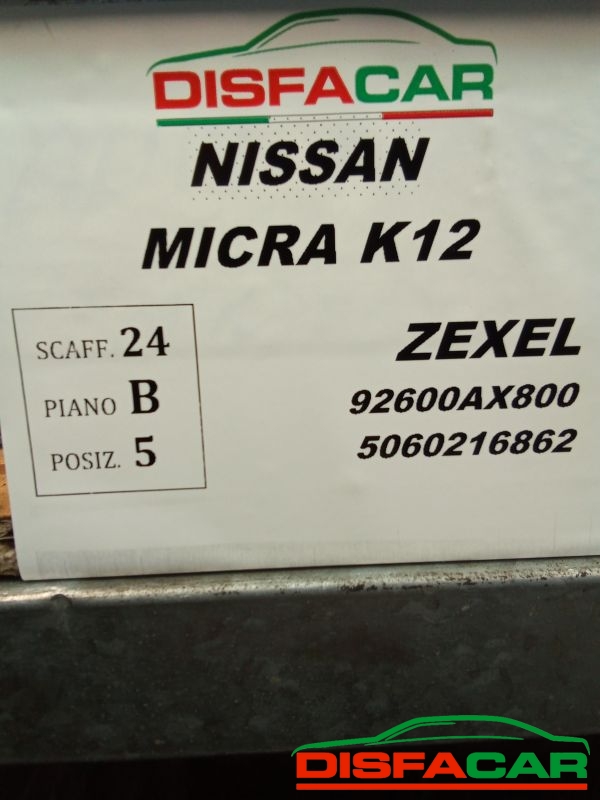 DISFACAR
NISSAN
MICRA K12
SCAFF. 24
PIANO B
POSIZ. 5
ZEXEL
92600AX800
5060216862
DISFACAR